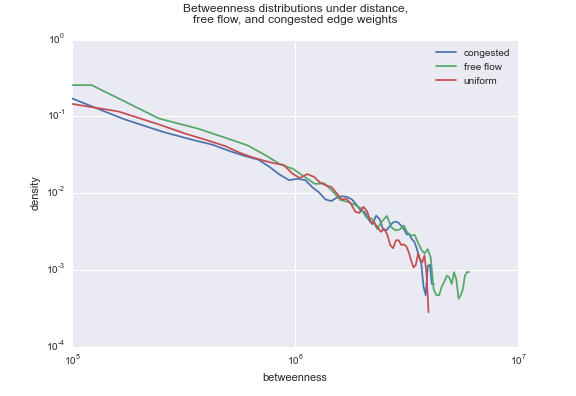 Betweenness distributions under distance,
free flow, and congested edge weights
congested
free flow
uniform
density
10^0
10^-1
10^-2
10^-3
10^-4
10^5
10^6
10^7
betweenness